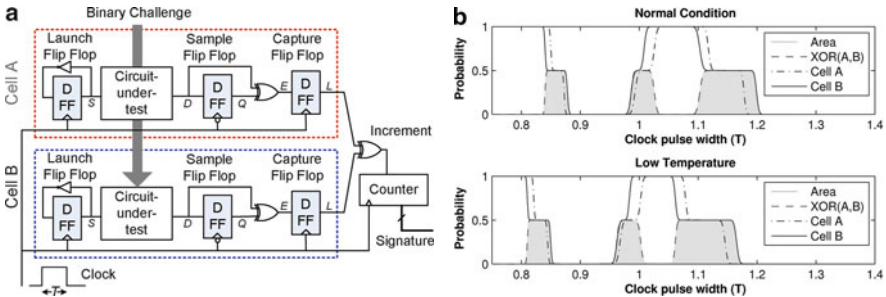 a
Binary Challenge
Cell A
Launch
Flip Flop
Sample
Flip Flop
Capture
Flip Flop
D
FF
S
Circuit-
under-
test
D
D
FF
Q
E
D
FF
L
Increment
Cell B
Launch
Flip Flop
Sample
Flip Flop
Capture
Flip Flop
D
FF
S
Circuit-
under-
test
D
D
FF
Q
E
D
FF
L
Counter
Signature
Clock
T
b
Normal Condition
Probability
1
0.5
0
Area
XOR(A,B)
Cell A
Cell B
0.8 0.9 1 1.1 1.2 1.3 1.4
Clock pulse width (T)
Low Temperature
Probability
1
0.5
0
Area
XOR(A,B)
Cell A
Cell B
0.8 0.9 1 1.1 1.2 1.3 1.4
Clock pulse width (T)